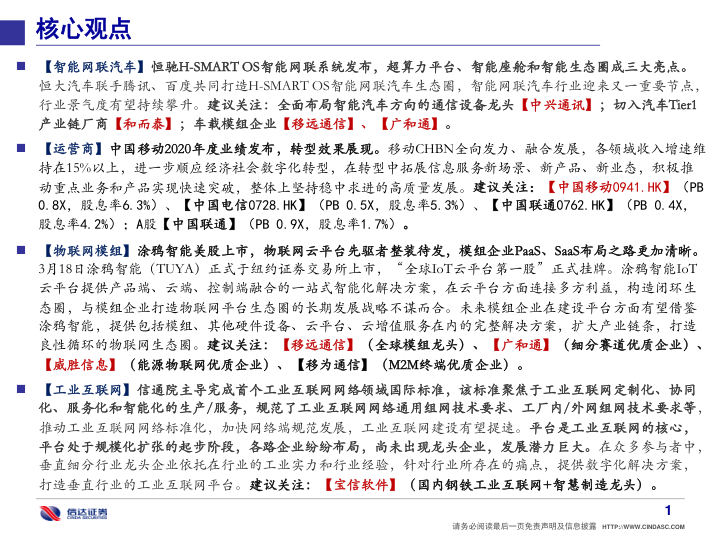 核心观点
【智能网联汽车】恒驰H-SMART OS智能网联系统发布，超算力平台、智能座舱和智能生态圈成三大亮点。
恒大汽车联手腾讯、百度共同打造H-SMART OS智能网联汽车生态圈，智能网联汽车行业迎来又一重要节点，
行业景气度有望持续攀升。建议关注：全面布局智能汽车方向的通信设备龙头【中兴通讯】；切入汽车Tier1
产业链厂商【和而泰】；车载模组企业【移远通信】、【广和通】。
【运营商】中国移动2020年度业绩发布，转型效果展现。移动CHBN全向发力、融合发展，各领域收入增速维
持在15%以上，进一步顺应经济社会数字化转型，在转型中拓展信息服务新场景、新产品、新业态，积极推
动重点业务和产品实现快速突破，整体上坚持稳中求进的高质量发展。建议关注：【中国移动0941.HK】（PB
0.8X，股息率6.3%）、【中国电信0728.HK】（PB 0.5X，股息率5.3%）、【中国联通0762.HK】（PB 0.4X，
股息率4.2%）；A股【中国联通】（PB 0.9X，股息率1.7%）。
【物联网模组】涂鸦智能美股上市，物联网云平台先驱者整装待发，模组企业PaaS、SaaS布局之路更加清晰。
3月18日涂鸦智能（TUYA）正式于纽约证券交易所上市，“全球IoT云平台第一股”正式挂牌。涂鸦智能IoT
云平台提供产品端、云端、控制端融合的一站式智能化解决方案，在云平台方面连接多方利益，构造闭环生
态圈，与模组企业打造物联网平台生态圈的长期发展战略不谋而合。未来模组企业在建设平台方面有望借鉴
涂鸦智能，提供包括模组、其他硬件设备、云平台、云增值服务在内的完整解决方案，扩大产业链条，打造
良性循环的物联网生态圈。建议关注：【移远通信】（全球模组龙头）、【广和通】（细分赛道优质企业）、
【威胜信息】（能源物联网优质企业）、【移为通信】（M2M终端优质企业）。
【工业互联网】信通院主导完成首个工业互联网网络领域国际标准，该标准聚焦于工业互联网定制化、协同
化、服务化和智能化的生产/服务，规范了工业互联网网络通用组网技术要求、工厂内/外网组网技术要求等，
推动工业互联网网络标准化，加快网络端规范发展，工业互联网建设有望提速。平台是工业互联网的核心，
平台处于规模化扩张的起步阶段，各路企业纷纷布局，尚未出现龙头企业，发展潜力巨大。在众多参与者中，
垂直细分行业龙头企业依托在行业的工业实力和行业经验，针对行业所存在的痛点，提供数字化解决方案，
打造垂直行业的工业互联网平台。建议关注：【宝信软件】（国内钢铁工业互联网+智慧制造龙头）。
信达证券
CINDA SECURITIES
1
请务必阅读最后一页免责声明及信息披露 HTTP://WWW.CINDASC.COM